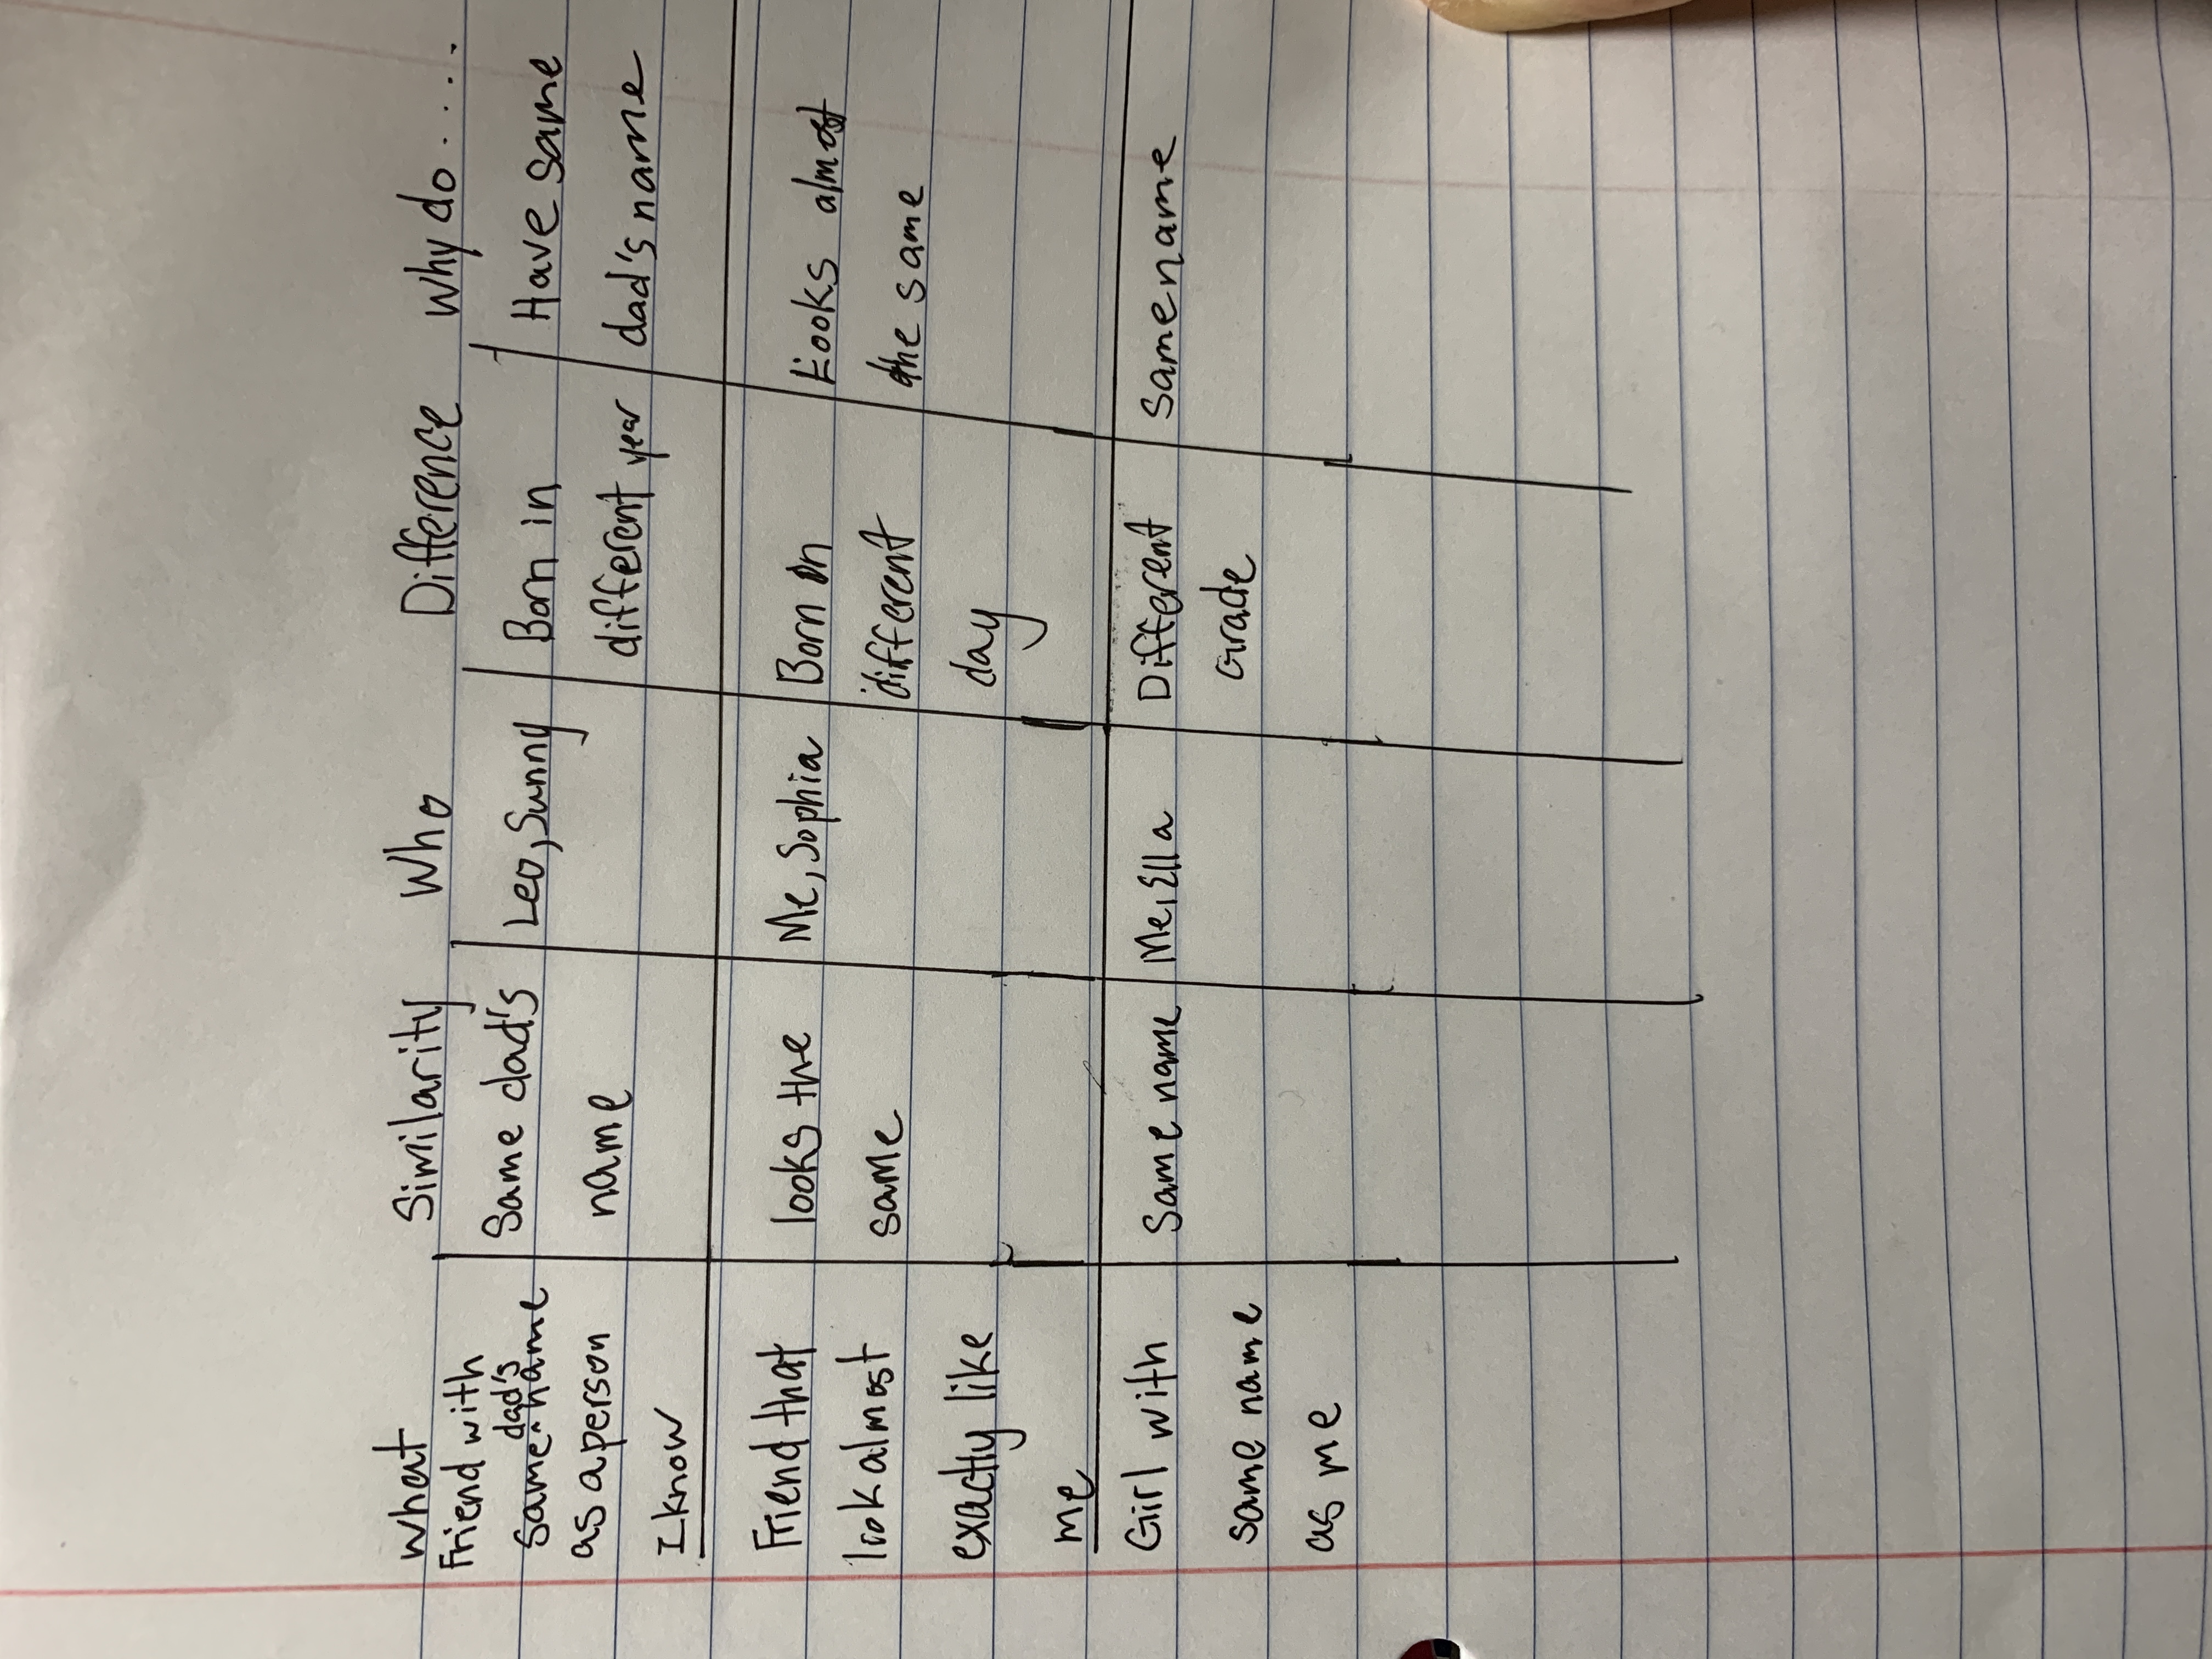 what Similarity Who Difference why do .....
Friend with
same dad's name
as a person
I know
Same dad's
name
Leo, Sunny
Born in
different year
Have same
dad's name
Friend that
look almost
exactly like
me
looks the
same
Me, Sophia
Born on
different
day
Looks almost
the same
Girl with
same name
as me
Same name
Me, Ella
Different
Grade
Same name